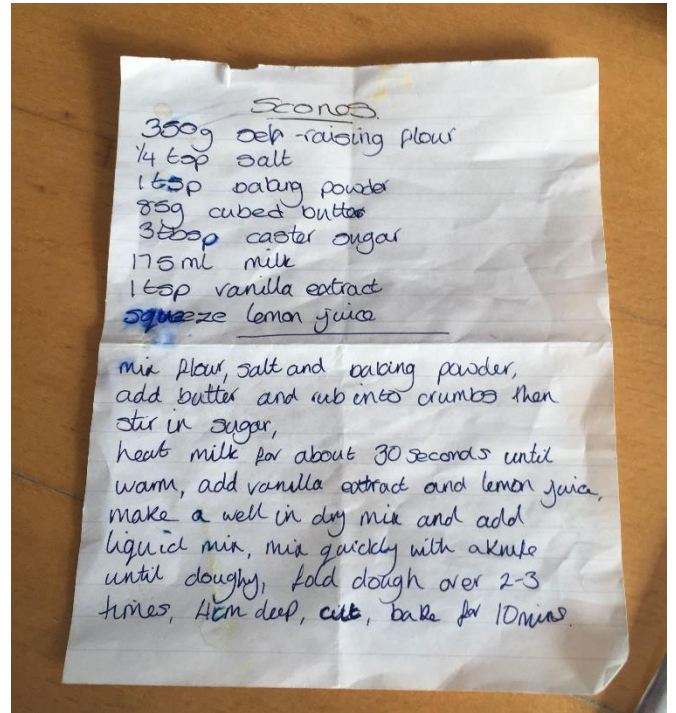 Scones.
350g self-raising flour
1/4 tsp salt
1 tsp baking powder
85g cubed butter
3 tbsp caster sugar
175 ml milk
1 tsp vanilla extract
squeeze lemon juice
mix flour, salt and baking powder,
add butter and rub into crumbs then
stir in sugar,
heat milk for about 30 seconds until
warm, add vanilla extract and lemon juice,
make a well in dry mix and add
liquid mix, mix quickly with a knife
until doughy, fold dough over 2-3
times, 4cm deep, cut, bake for 10mins.